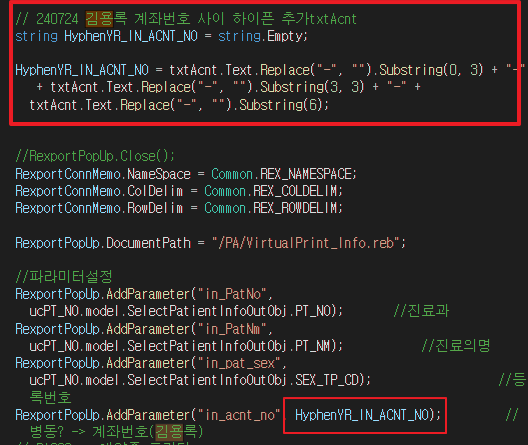 // 240724 김용록 계좌번호 사이 하이픈 추가txtAcnt
string HyphenYR_IN_ACNT_NO = string.Empty;
HyphenYR_IN_ACNT_NO = txtAcnt.Text.Replace("-", "").Substring(0, 3) + "-"
+ txtAcnt.Text.Replace("-", "").Substring(3, 3) + "-" +
txtAcnt.Text.Replace("-", "").Substring(6);
//RexportPopUp.Close();
RexportConnMemo.NameSpace = Common.REX_NAMESPACE;
RexportConnMemo.ColDelim = Common.REX_COLDELIM;
RexportConnMemo.RowDelim = Common.REX_ROWDELIM;
RexportPopUp.DocumentPath = "/PA/VirtualPrint_Info.reb";
//파라미터설정
RexportPopUp.AddParameter("in_PatNo",
ucPT_NO.model.SelectPatientInfoOutObj.PT_NO); //진료과
RexportPopUp.AddParameter("in_PatNm",
ucPT_NO.model.SelectPatientInfoOutObj.PT_NM); //진료의명
RexportPopUp.AddParameter("in_pat_sex",
ucPT_NO.model.SelectPatientInfoOutObj.SEX_TP_CD); //등
록번호
RexportPopUp.AddParameter("in_acnt_no" HyphenYR_IN_ACNT_NO); //
병동? -> 계좌번호(김용록)